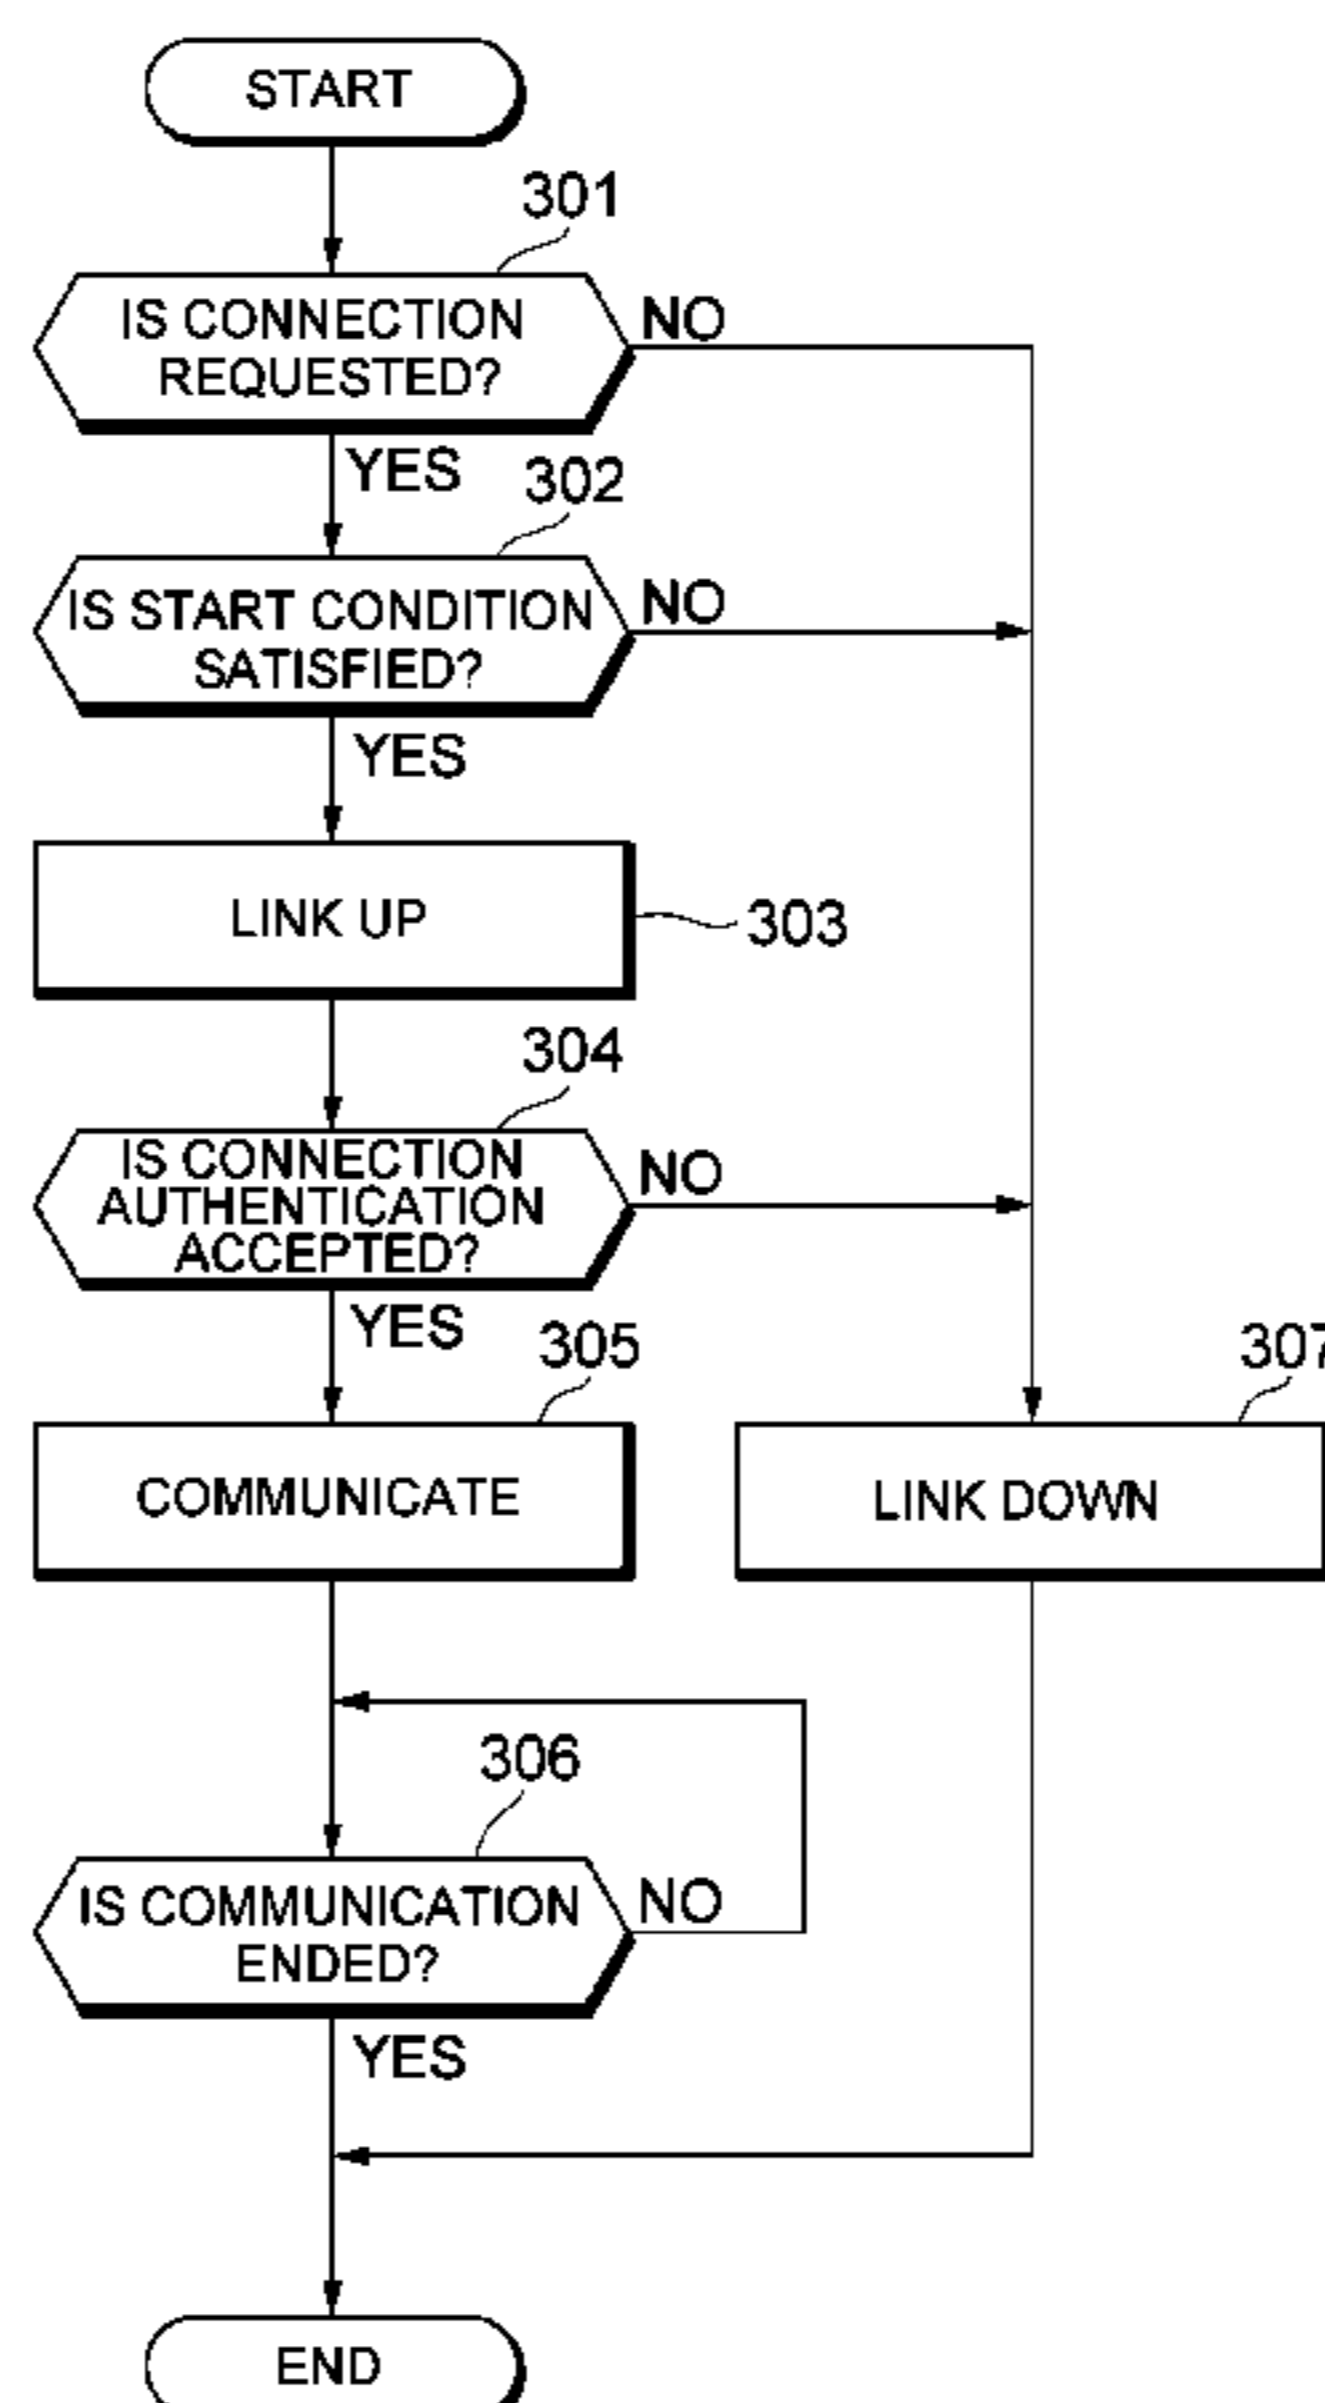 START
301
IS CONNECTION
REQUESTED?
NO
YES
302
IS START CONDITION
SATISFIED?
NO
YES
LINK UP
303
304
IS CONNECTION
AUTHENTICATION
ACCEPTED?
NO
YES
305
307
COMMUNICATE
LINK DOWN
306
IS COMMUNICATION
ENDED?
NO
YES
END